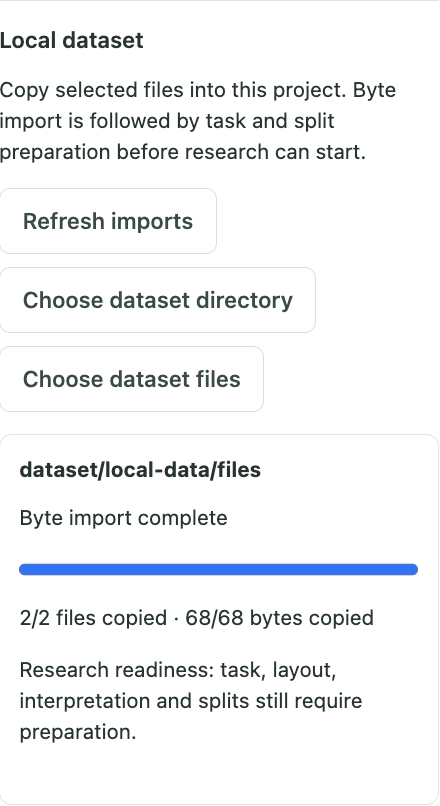 Local dataset
Copy selected files into this project. Byte
import is followed by task and split
preparation before research can start.
Refresh imports
Choose dataset directory
Choose dataset files
dataset/local-data/files
Byte import complete
2/2 files copied · 68/68 bytes copied
Research readiness: task, layout,
interpretation and splits still require
preparation.